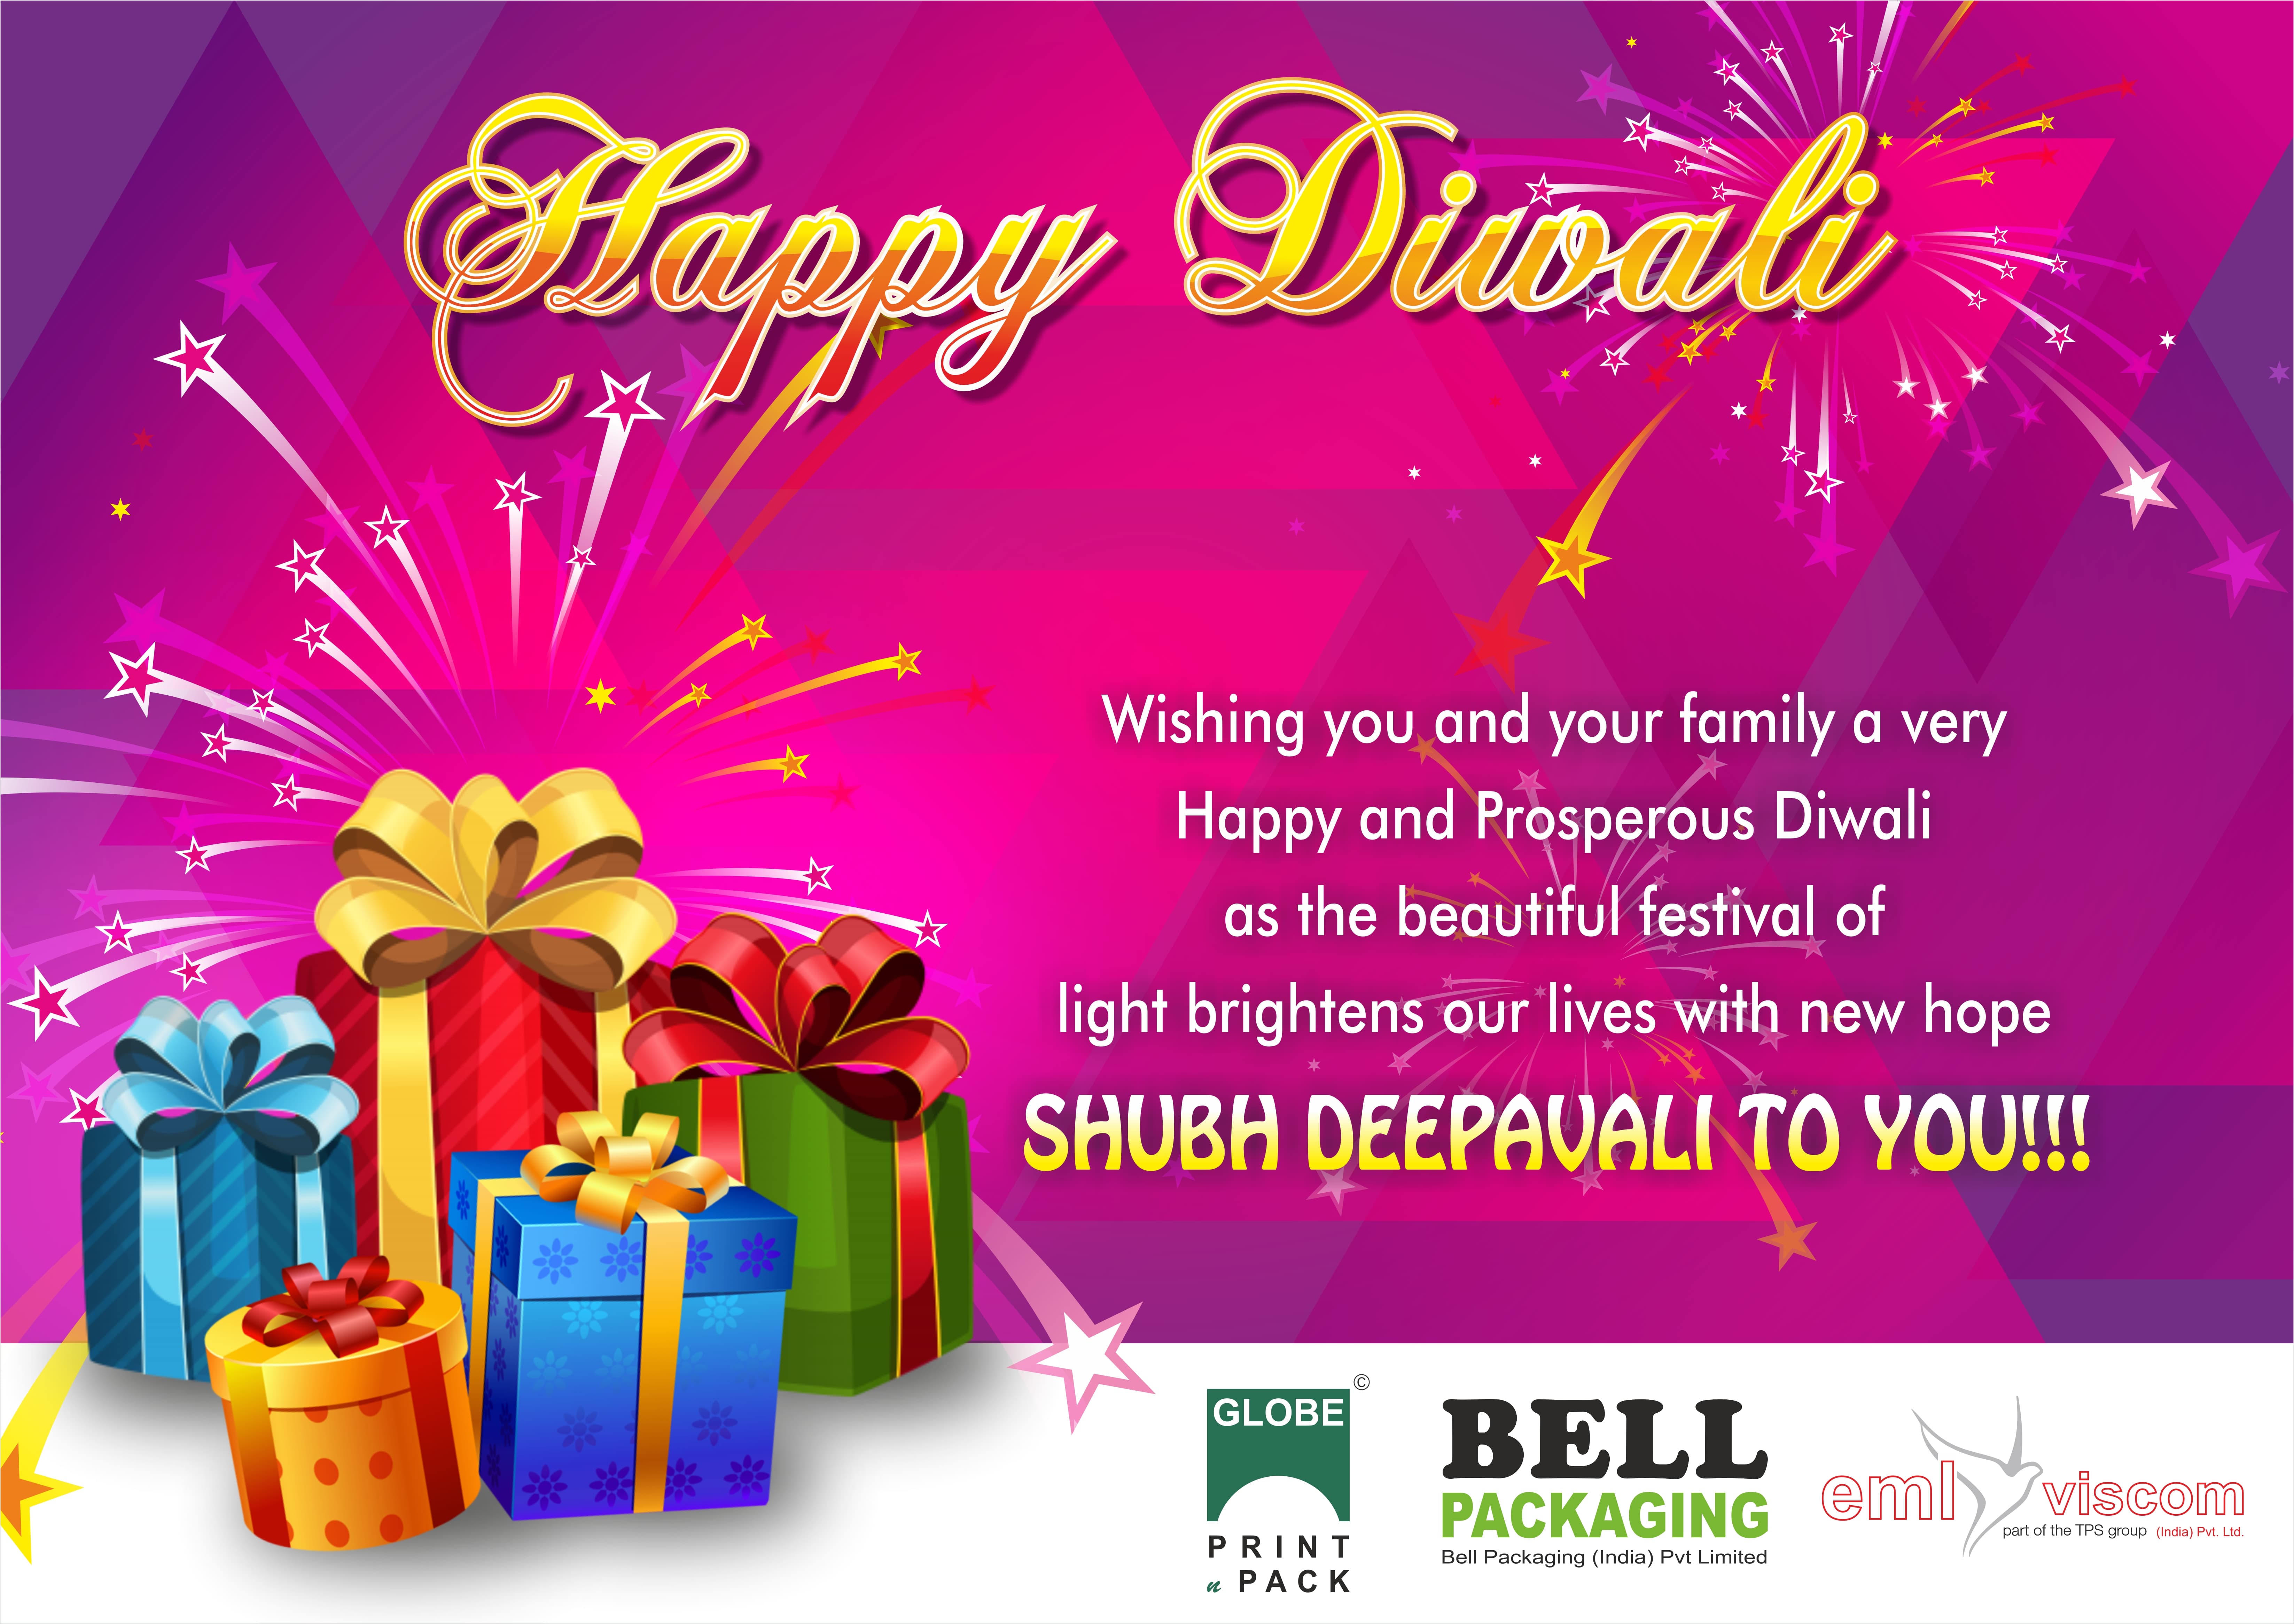 Happy Diwali
Wishing you and your family a very
Happy and Prosperous Diwali
as the beautiful festival of
light brightens our lives with new hope
SHUBH DEEPAVALI TO YOU!!!
©
GLOBE
PRINT
n PACK
BELL
PACKAGING
Bell Packaging (India) Pvt Limited
eml viscom
part of the TPS group (India) Pvt. Ltd.